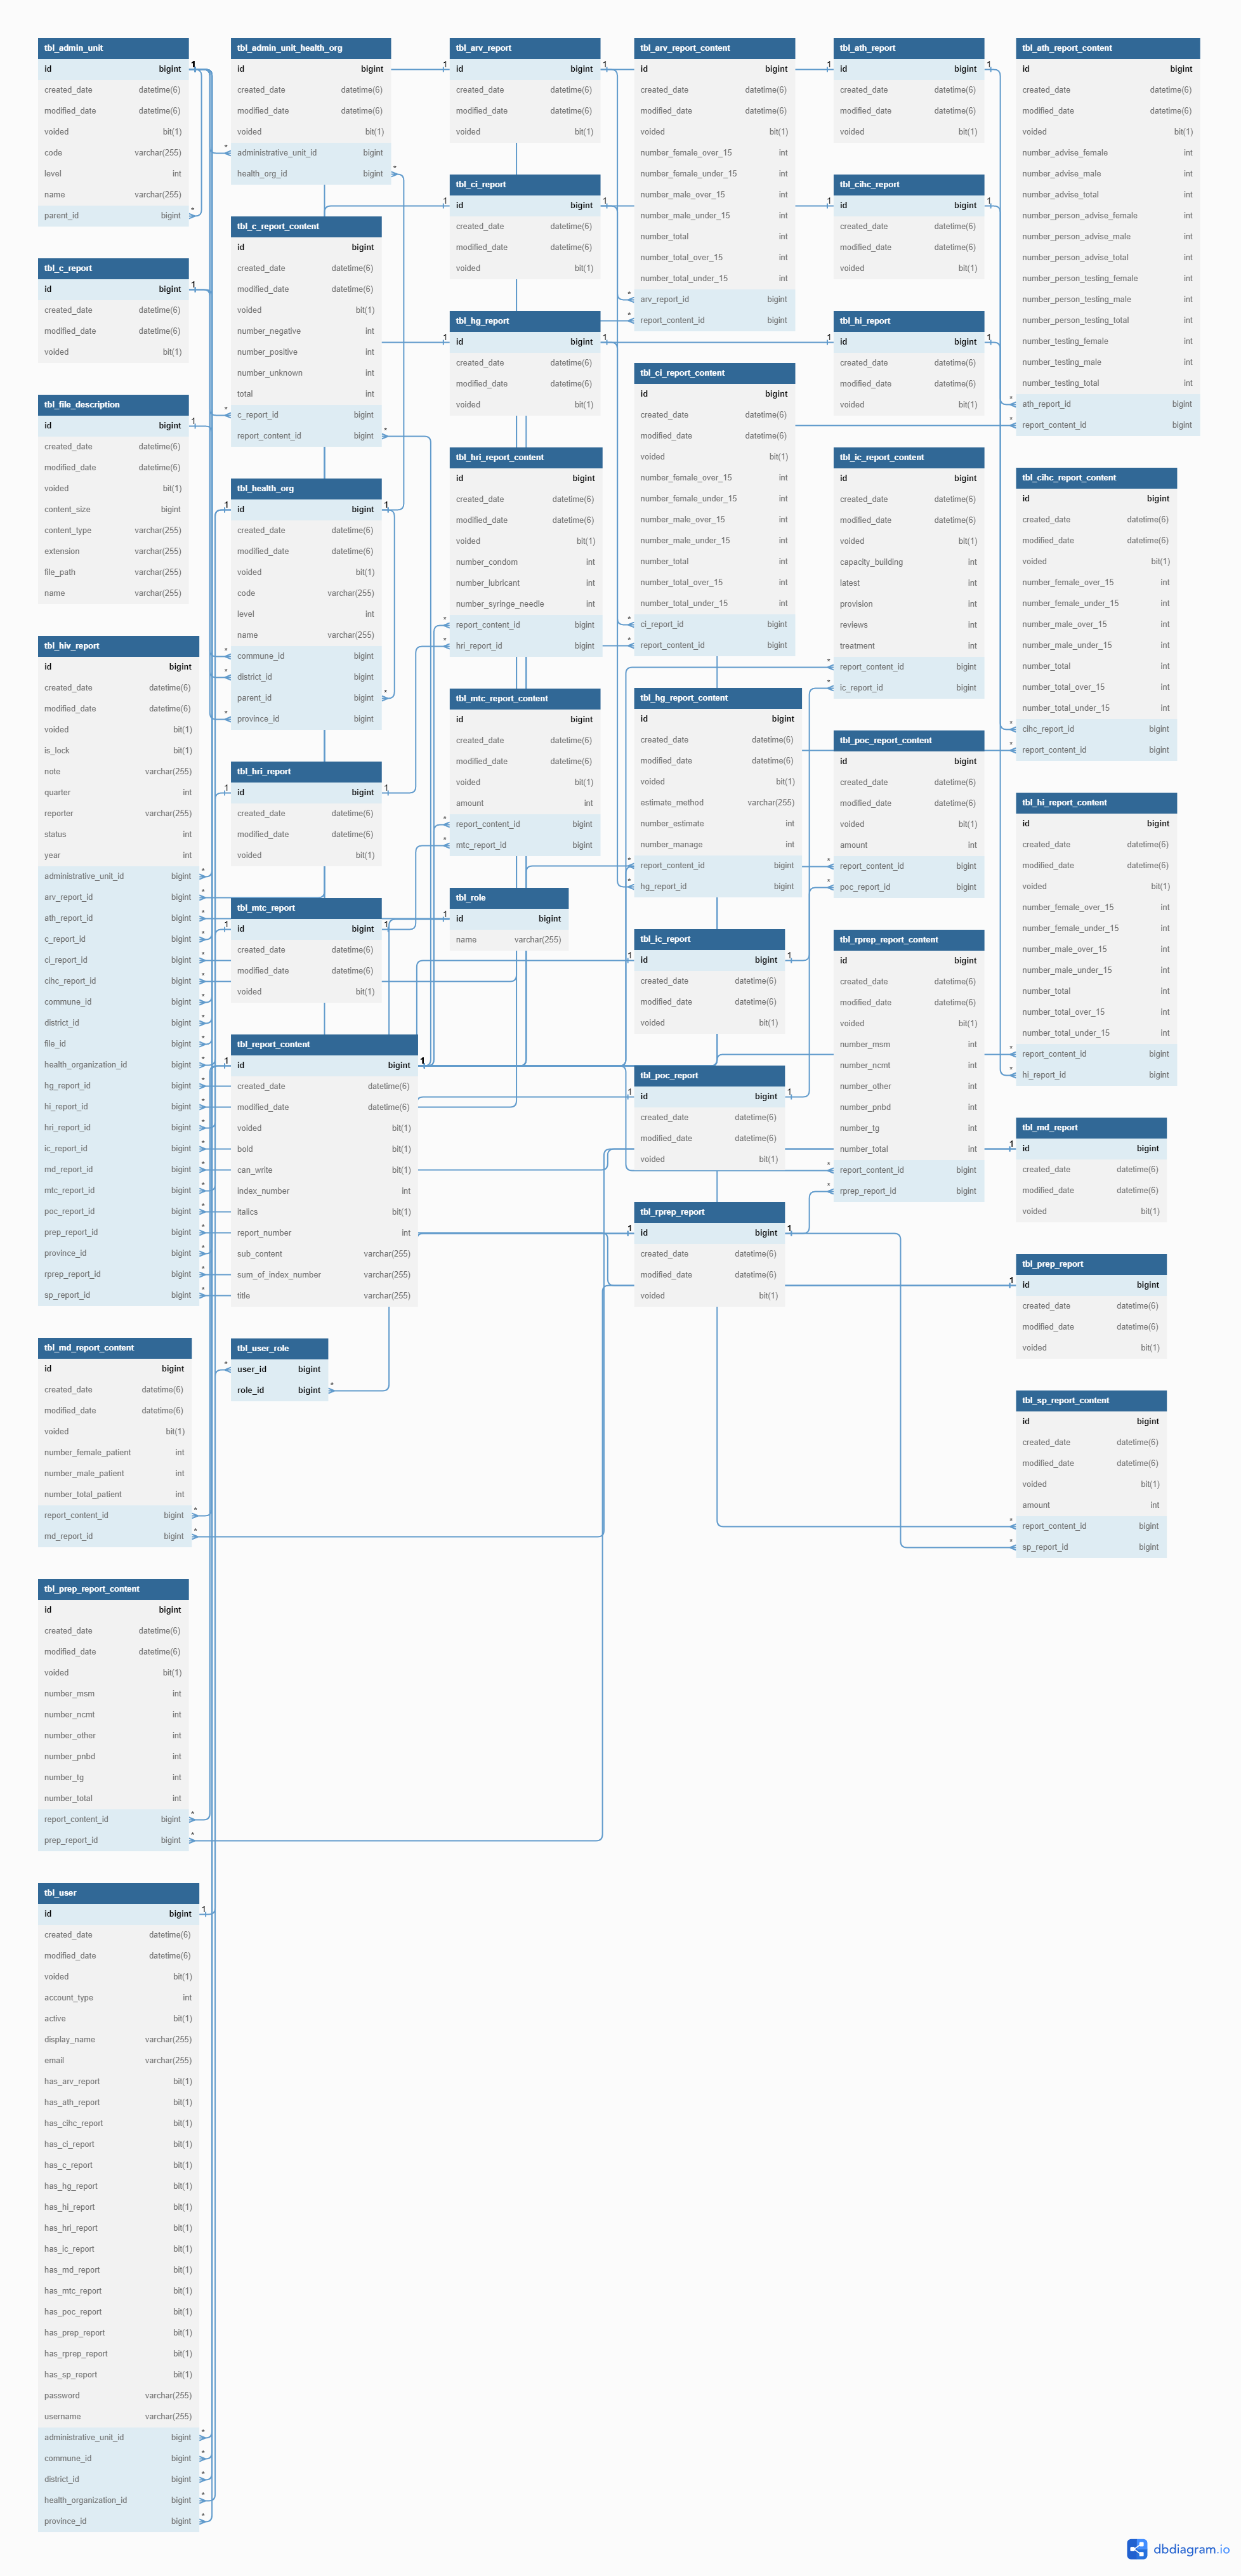 tbl_admin_unit
id bigint
created_date datetime(6)
modified_date datetime(6)
voided bit(1)
code varchar(255)
level int
name varchar(255)
parent_id bigint
tbl_c_report
id bigint
created_date datetime(6)
modified_date datetime(6)
voided bit(1)
tbl_file_description
id bigint
created_date datetime(6)
modified_date datetime(6)
voided bit(1)
content_size bigint
content_type varchar(255)
extension varchar(255)
file_path varchar(255)
name varchar(255)
tbl_hiv_report
id bigint
created_date datetime(6)
modified_date datetime(6)
voided bit(1)
is_lock bit(1)
note varchar(255)
quarter int
reporter varchar(255)
status int
year int
administrative_unit_id bigint
arv_report_id bigint
ath_report_id bigint
c_report_id bigint
ci_report_id bigint
cihc_report_id bigint
commune_id bigint
district_id bigint
file_id bigint
health_organization_id bigint
hg_report_id bigint
hi_report_id bigint
hri_report_id bigint
ic_report_id bigint
md_report_id bigint
mtc_report_id bigint
poc_report_id bigint
prep_report_id bigint
province_id bigint
rprep_report_id bigint
sp_report_id bigint
tbl_md_report_content
id bigint
created_date datetime(6)
modified_date datetime(6)
voided bit(1)
number_female_patient int
number_male_patient int
number_total_patient int
report_content_id bigint
md_report_id bigint
tbl_prep_report_content
id bigint
created_date datetime(6)
modified_date datetime(6)
voided bit(1)
number_msm int
number_ncmt int
number_other int
number_pnbd int
number_tg int
number_total int
report_content_id bigint
prep_report_id bigint
tbl_user
id bigint
created_date datetime(6)
modified_date datetime(6)
voided bit(1)
account_type int
active bit(1)
display_name varchar(255)
email varchar(255)
has_arv_report bit(1)
has_ath_report bit(1)
has_cihc_report bit(1)
has_ci_report bit(1)
has_c_report bit(1)
has_hg_report bit(1)
has_hi_report bit(1)
has_hri_report bit(1)
has_ic_report bit(1)
has_md_report bit(1)
has_mtc_report bit(1)
has_poc_report bit(1)
has_prep_report bit(1)
has_rprep_report bit(1)
has_sp_report bit(1)
password varchar(255)
username varchar(255)
administrative_unit_id bigint
commune_id bigint
district_id bigint
health_organization_id bigint
province_id bigint
tbl_admin_unit_health_org
id bigint
created_date datetime(6)
modified_date datetime(6)
voided bit(1)
administrative_unit_id bigint
health_org_id bigint
tbl_c_report_content
id bigint
created_date datetime(6)
modified_date datetime(6)
voided bit(1)
number_negative int
number_positive int
number_unknown int
total int
c_report_id bigint
report_content_id bigint
tbl_health_org
id bigint
created_date datetime(6)
modified_date datetime(6)
voided bit(1)
code varchar(255)
level int
name varchar(255)
commune_id bigint
district_id bigint
parent_id bigint
province_id bigint
tbl_hri_report
id bigint
created_date datetime(6)
modified_date datetime(6)
voided bit(1)
tbl_mtc_report
id bigint
created_date datetime(6)
modified_date datetime(6)
voided bit(1)
tbl_report_content
id bigint
created_date datetime(6)
modified_date datetime(6)
voided bit(1)
bold bit(1)
can_write bit(1)
index_number int
italics bit(1)
report_number int
sub_content varchar(255)
sum_of_index_number varchar(255)
title varchar(255)
tbl_user_role
user_id bigint
role_id bigint
tbl_arv_report
id bigint
created_date datetime(6)
modified_date datetime(6)
voided bit(1)
tbl_ci_report
id bigint
created_date datetime(6)
modified_date datetime(6)
voided bit(1)
tbl_hg_report
id bigint
created_date datetime(6)
modified_date datetime(6)
voided bit(1)
tbl_hri_report_content
id bigint
created_date datetime(6)
modified_date datetime(6)
voided bit(1)
number_condom int
number_lubricant int
number_syringe_needle int
report_content_id bigint
hri_report_id bigint
tbl_mtc_report_content
id bigint
created_date datetime(6)
modified_date datetime(6)
voided bit(1)
amount int
report_content_id bigint
mtc_report_id bigint
tbl_role
id bigint
name varchar(255)
tbl_arv_report_content
id bigint
created_date datetime(6)
modified_date datetime(6)
voided bit(1)
number_female_over_15 int
number_female_under_15 int
number_male_over_15 int
number_male_under_15 int
number_total int
number_total_over_15 int
number_total_under_15 int
arv_report_id bigint
report_content_id bigint
tbl_ci_report_content
id bigint
created_date datetime(6)
modified_date datetime(6)
voided bit(1)
number_female_over_15 int
number_female_under_15 int
number_male_over_15 int
number_male_under_15 int
number_total int
number_total_over_15 int
number_total_under_15 int
ci_report_id bigint
report_content_id bigint
tbl_hg_report_content
id bigint
created_date datetime(6)
modified_date datetime(6)
voided bit(1)
estimate_method varchar(255)
number_estimate int
number_manage int
report_content_id bigint
hg_report_id bigint
tbl_ic_report
id bigint
created_date datetime(6)
modified_date datetime(6)
voided bit(1)
tbl_poc_report
id bigint
created_date datetime(6)
modified_date datetime(6)
voided bit(1)
tbl_rprep_report
id bigint
created_date datetime(6)
modified_date datetime(6)
voided bit(1)
tbl_ath_report
id bigint
created_date datetime(6)
modified_date datetime(6)
voided bit(1)
tbl_cihc_report
id bigint
created_date datetime(6)
modified_date datetime(6)
voided bit(1)
tbl_hi_report
id bigint
created_date datetime(6)
modified_date datetime(6)
voided bit(1)
tbl_ic_report_content
id bigint
created_date datetime(6)
modified_date datetime(6)
voided bit(1)
capacity_building int
latest int
provision int
reviews int
treatment int
report_content_id bigint
ic_report_id bigint
tbl_poc_report_content
id bigint
created_date datetime(6)
modified_date datetime(6)
voided bit(1)
amount int
report_content_id bigint
poc_report_id bigint
tbl_rprep_report_content
id bigint
created_date datetime(6)
modified_date datetime(6)
voided bit(1)
number_msm int
number_ncmt int
number_other int
number_pnbd int
number_tg int
number_total int
report_content_id bigint
rprep_report_id bigint
tbl_ath_report_content
id bigint
created_date datetime(6)
modified_date datetime(6)
voided bit(1)
number_advise_female int
number_advise_male int
number_advise_total int
number_person_advise_female int
number_person_advise_male int
number_person_advise_total int
number_person_testing_female int
number_person_testing_male int
number_person_testing_total int
number_testing_female int
number_testing_male int
number_testing_total int
ath_report_id bigint
report_content_id bigint
tbl_cihc_report_content
id bigint
created_date datetime(6)
modified_date datetime(6)
voided bit(1)
number_female_over_15 int
number_female_under_15 int
number_male_over_15 int
number_male_under_15 int
number_total int
number_total_over_15 int
number_total_under_15 int
cihc_report_id bigint
report_content_id bigint
tbl_hi_report_content
id bigint
created_date datetime(6)
modified_date datetime(6)
voided bit(1)
number_female_over_15 int
number_female_under_15 int
number_male_over_15 int
number_male_under_15 int
number_total int
number_total_over_15 int
number_total_under_15 int
report_content_id bigint
hi_report_id bigint
tbl_md_report
id bigint
created_date datetime(6)
modified_date datetime(6)
voided bit(1)
tbl_prep_report
id bigint
created_date datetime(6)
modified_date datetime(6)
voided bit(1)
tbl_sp_report_content
id bigint
created_date datetime(6)
modified_date datetime(6)
voided bit(1)
amount int
report_content_id bigint
sp_report_id bigint
dbdiagram.io